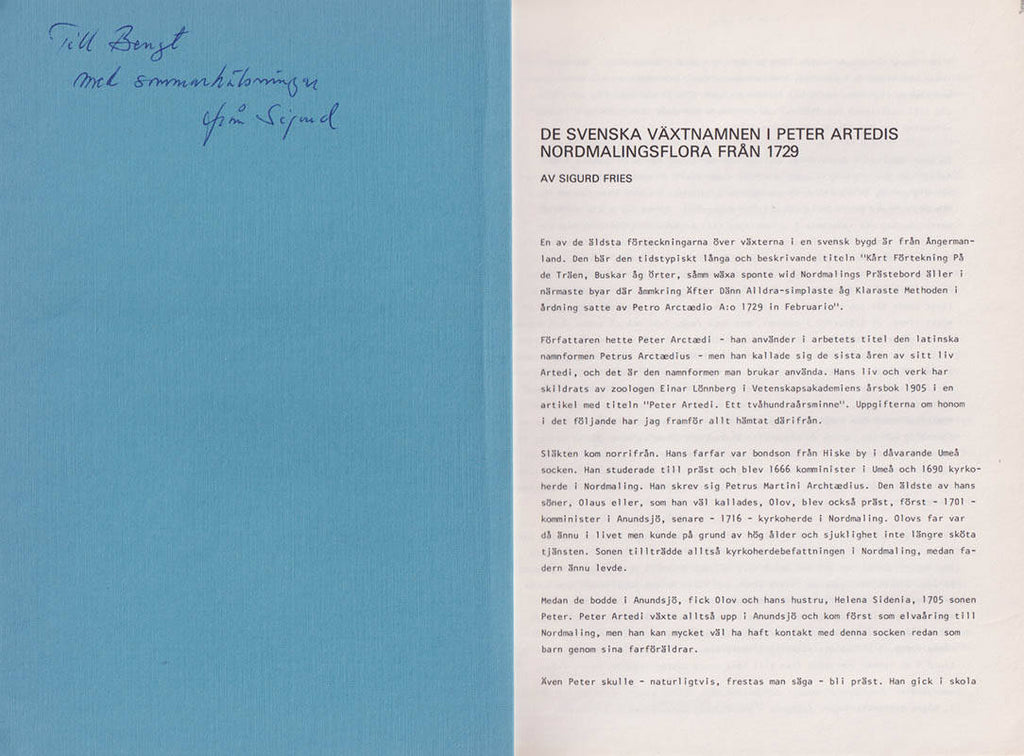 Till Bengt
med sommarhälsningar
från Sigurd
DE SVENSKA VÄXTNAMNEN I PETER ARTEDIS
NORDMALINGSFLORA FRÅN 1729
AV SIGURD FRIES
En av de äldsta förteckningarna över växterna i en svensk bygd är från Ångerman-
land. Den bär den tidstypiskt långa och beskrivande titeln "Kårt Förtekning På
de Träen, Buskar åg Örter, såmm wäxa sponte wid Nordmalings Prästebord äller i
närmaste byar där åmmkring Äfter Dänn Alldra-simplaste åg Klaraste Methoden i
årdning satte av Petro Arctædio A:o 1729 in Februario".
Författaren hette Peter Arctædi - han använder i arbetets titel den latinska
namnformen Petrus Arctædius - men han kallade sig de sista åren av sitt liv
Artedi, och det är den namnformen man brukar använda. Hans liv och verk har
skildrats av zoologen Einar Lönnberg i Vetenskapsakademiens årsbok 1905 i en
artikel med titeln "Peter Artedi. Ett tvåhundraårsminne". Uppgifterna om honom
i det följande har jag framför allt hämtat därifrån.
Släkten kom norrifrån. Hans farfar var bondson från Hiske by i dåvarande Umeå
socken. Han studerade till präst och blev 1666 komminister i Umeå och 1690 kyrko-
herde i Nordmaling. Han skrev sig Petrus Martini Archtædius. Den äldste av hans
söner, Olaus eller, som han väl kallades, Olov, blev också präst, först - 1701 -
komminister i Anundsjö, senare - 1716 - kyrkoherde i Nordmaling. Olovs far var
då ännu i livet men kunde på grund av hög ålder och sjuklighet inte längre sköta
tjänsten. Sonen tillträdde alltså kyrkoherdebefattningen i Nordmaling, medan fa-
dern ännu levde.
Medan de bodde i Anundsjö, fick Olov och hans hustru, Helena Sidenia, 1705 sonen
Peter. Peter Artedi växte alltså upp i Anundsjö och kom först som elvaåring till
Nordmaling, men han kan mycket väl ha haft kontakt med denna socken redan som
barn genom sina farföräldrar.
Även Peter skulle - naturligtvis, frestas man säga - bli präst. Han gick i skola